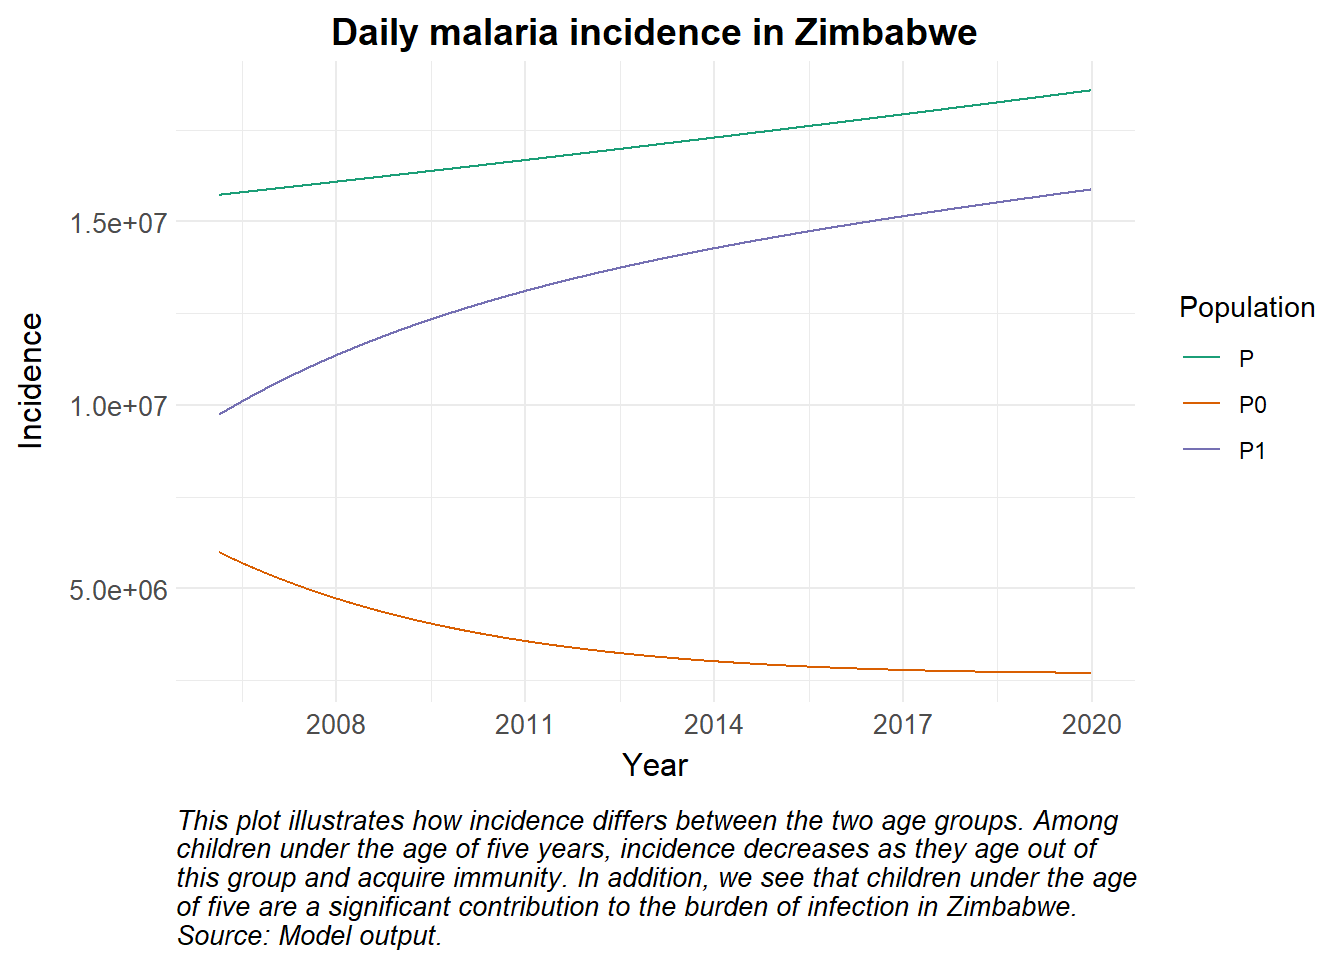 Daily malaria incidence in Zimbabwe
1.5e+07
1.0e+07
5.0e+06
Incidence
2008 2011 2014 2017 2020
Year
Population
P
P0
P1
This plot illustrates how incidence differs between the two age groups. Among
children under the age of five years, incidence decreases as they age out of
this group and acquire immunity. In addition, we see that children under the age
of five are a significant contribution to the burden of infection in Zimbabwe.
Source: Model output.